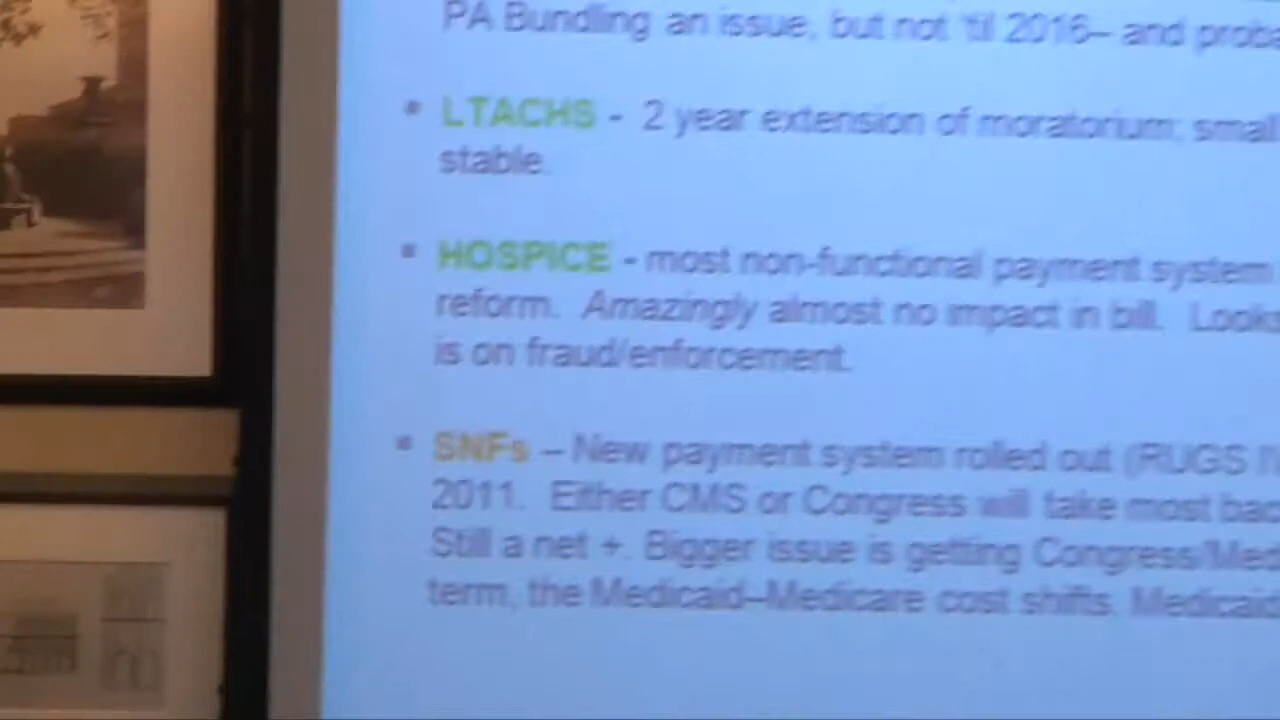 PA Bundling an issue, but not 'til 2016– and proba
• LTACHS - 2 year extension of moratorium; small
stable.
• HOSPICE - most non-functional payment system
reform. Amazingly almost no impact in bill. Looks
is on fraud/enforcement.
• SNFs – New payment system rolled out (RUGS IV
2011. Either CMS or Congress will take most bac
Still a net +. Bigger issue is getting Congress/Med
term, the Medicaid–Medicare cost shifts. Medicaid